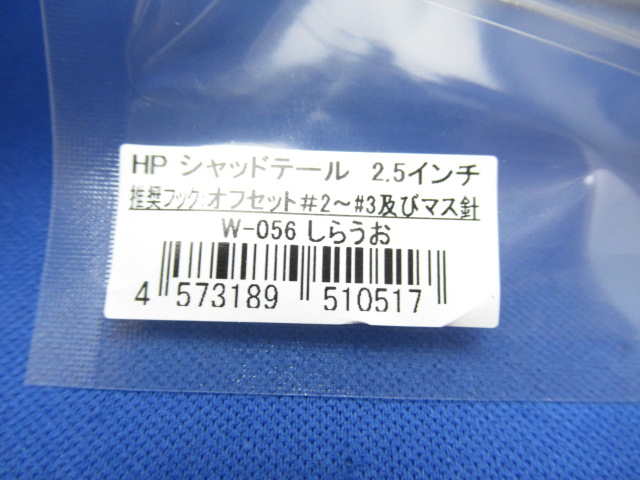 HP シャッドテール 2.5インチ
推奨フック:オフセット#2~#3及びマス針
W-056 しらうお
4 573189 510517